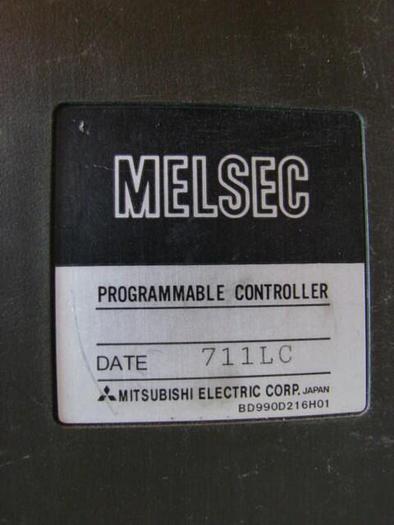 MELSEC
PROGRAMMABLE CONTROLLER
DATE 711LC
MITSUBISHI ELECTRIC CORP. JAPAN
BD990D216H01